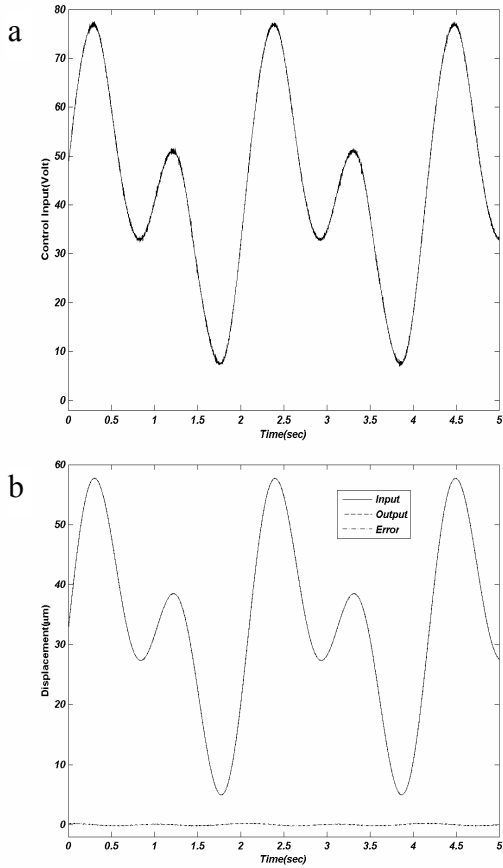 a
80
70
60
50
40
30
20
10
0
Control Input(Volt)
0 0.5 1 1.5 2 2.5 3 3.5 4 4.5 5
Time(sec)
b
60
50
40
30
20
10
0
Displacement(μm)
Input
Output
Error
0 0.5 1 1.5 2 2.5 3 3.5 4 4.5 5
Time(sec)